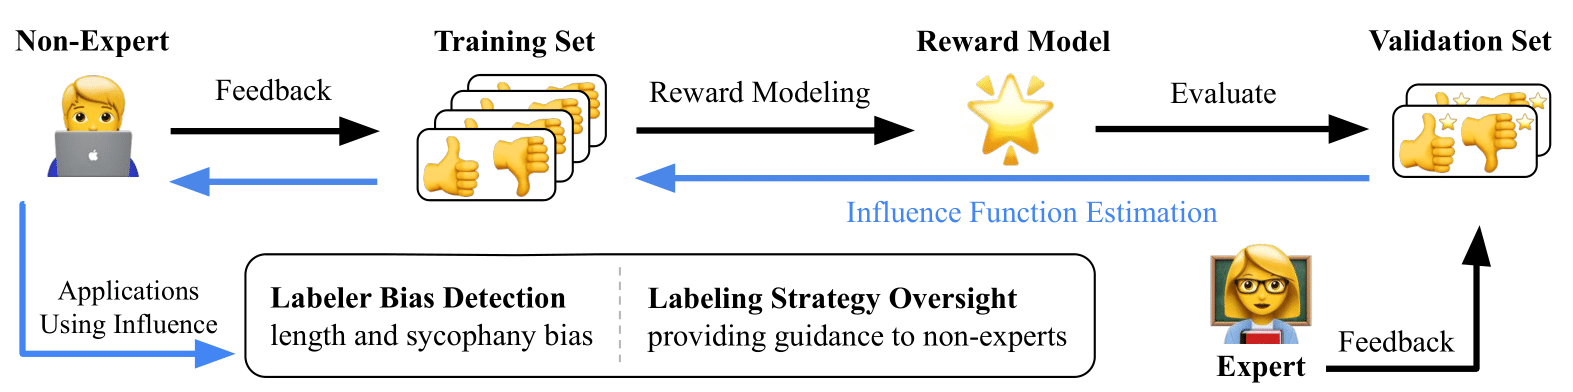 Non-Expert
Training Set
Reward Model
Validation Set
Feedback
Reward Modeling
Evaluate
Influence Function Estimation
Applications
Using Influence
Labeler Bias Detection
length and sycophany bias
Labeling Strategy Oversight
providing guidance to non-experts
Expert
Feedback